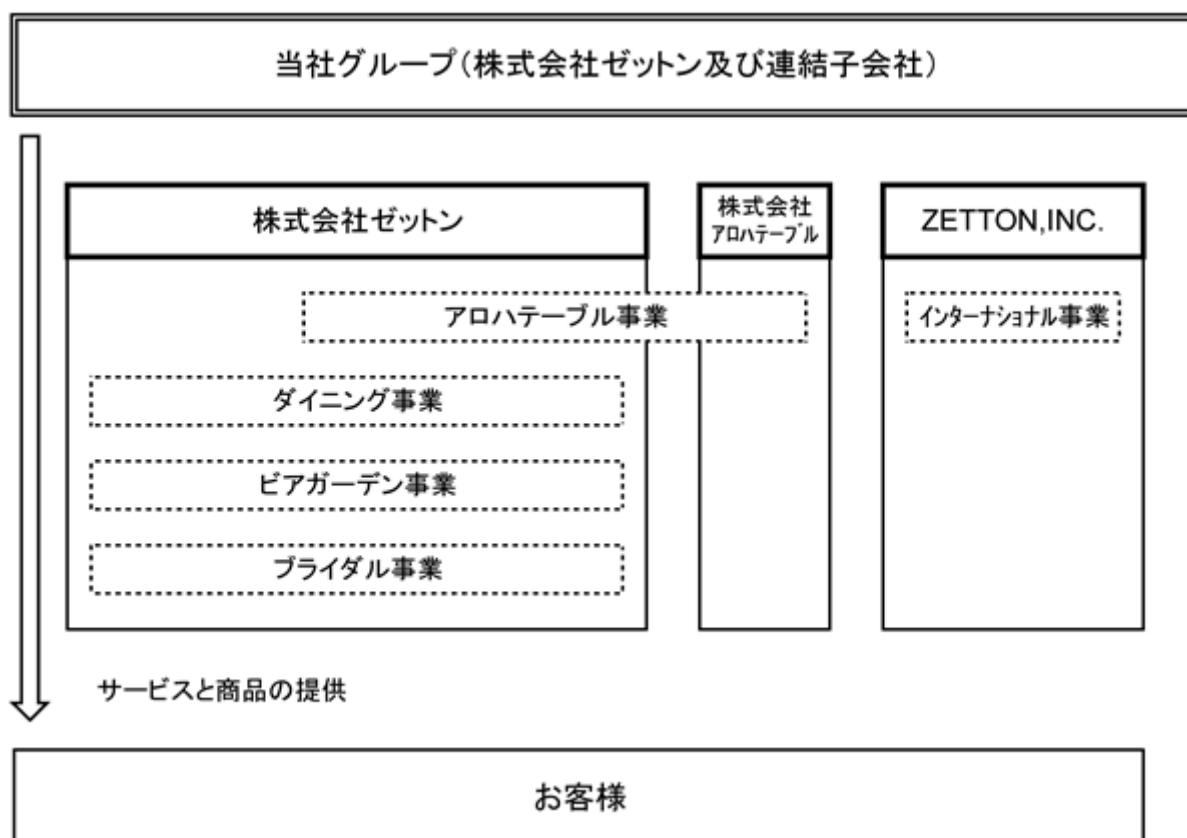 当社グループ(株式会社ゼットン及び連結子会社)
株式会社ゼットン
株式会社
アロハテーブル
ZETTON,INC.
アロハテーブル事業
インターナショナル事業
ダイニング事業
ビアガーデン事業
ブライダル事業
サービスと商品の提供
お客様